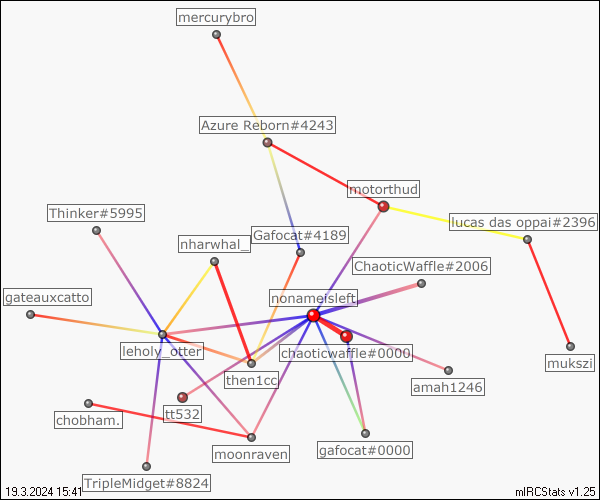 mercurybro
Azure Reborn#4243
motorthud
Thinker#5995
lucas das oppai#2396
Gafocat#4189
nharwhal_
ChaoticWaffle#2006
gateauxcatto
nonameisleft
leholy_otter
chaoticwaffle#0000
mukszi
then1cc
amah1246
tt532
chobham.
gafocat#0000
moonraven
TripleMidget#8824
19.3.2024 15:41
mIRCStats v1.25